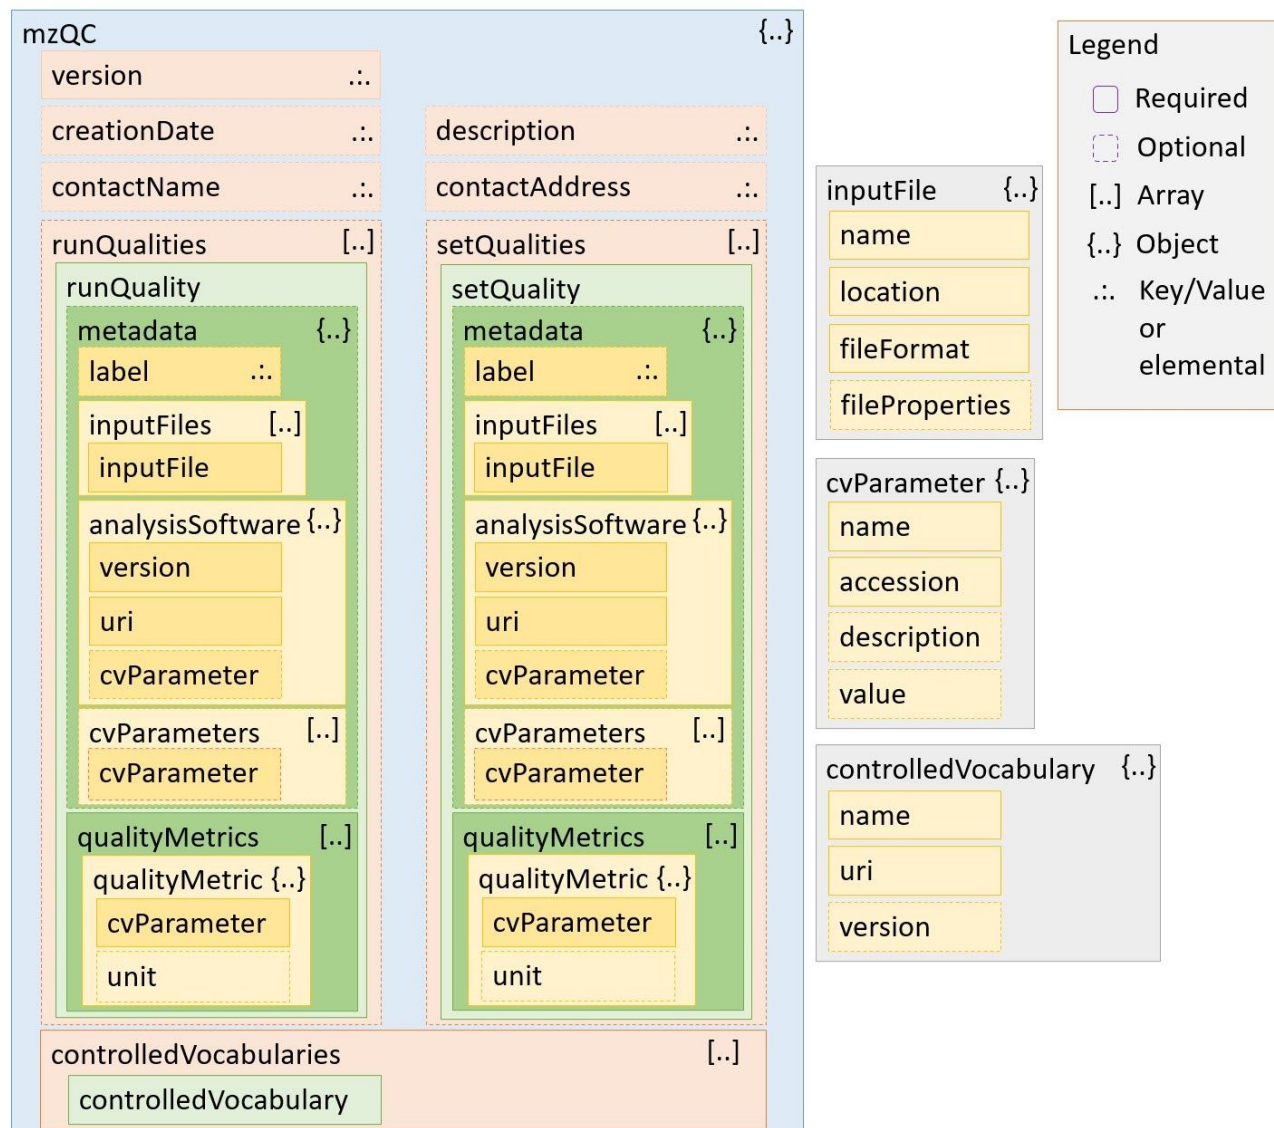 mzQC {..}
version .:.
creationDate .:.
description .:.
contactName .:.
contactAddress .:.
runQualities [..]
runQuality
metadata {..}
label .:.
inputFiles [..]
inputFile
analysisSoftware {..}
version
uri
cvParameter
cvParameters [..]
cvParameter
qualityMetrics [..]
qualityMetric {..}
cvParameter
unit
setQualities [..]
setQuality
metadata {..}
label .:.
inputFiles [..]
inputFile
analysisSoftware {..}
version
uri
cvParameter
cvParameters [..]
cvParameter
qualityMetrics [..]
qualityMetric {..}
cvParameter
unit
controlledVocabularies [..]
controlledVocabulary
inputFile {..}
name
location
fileFormat
fileProperties
cvParameter {..}
name
accession
description
value
controlledVocabulary {..}
name
uri
version
Legend
Required
Optional
[..] Array
{..} Object
.:. Key/Value
or
elemental